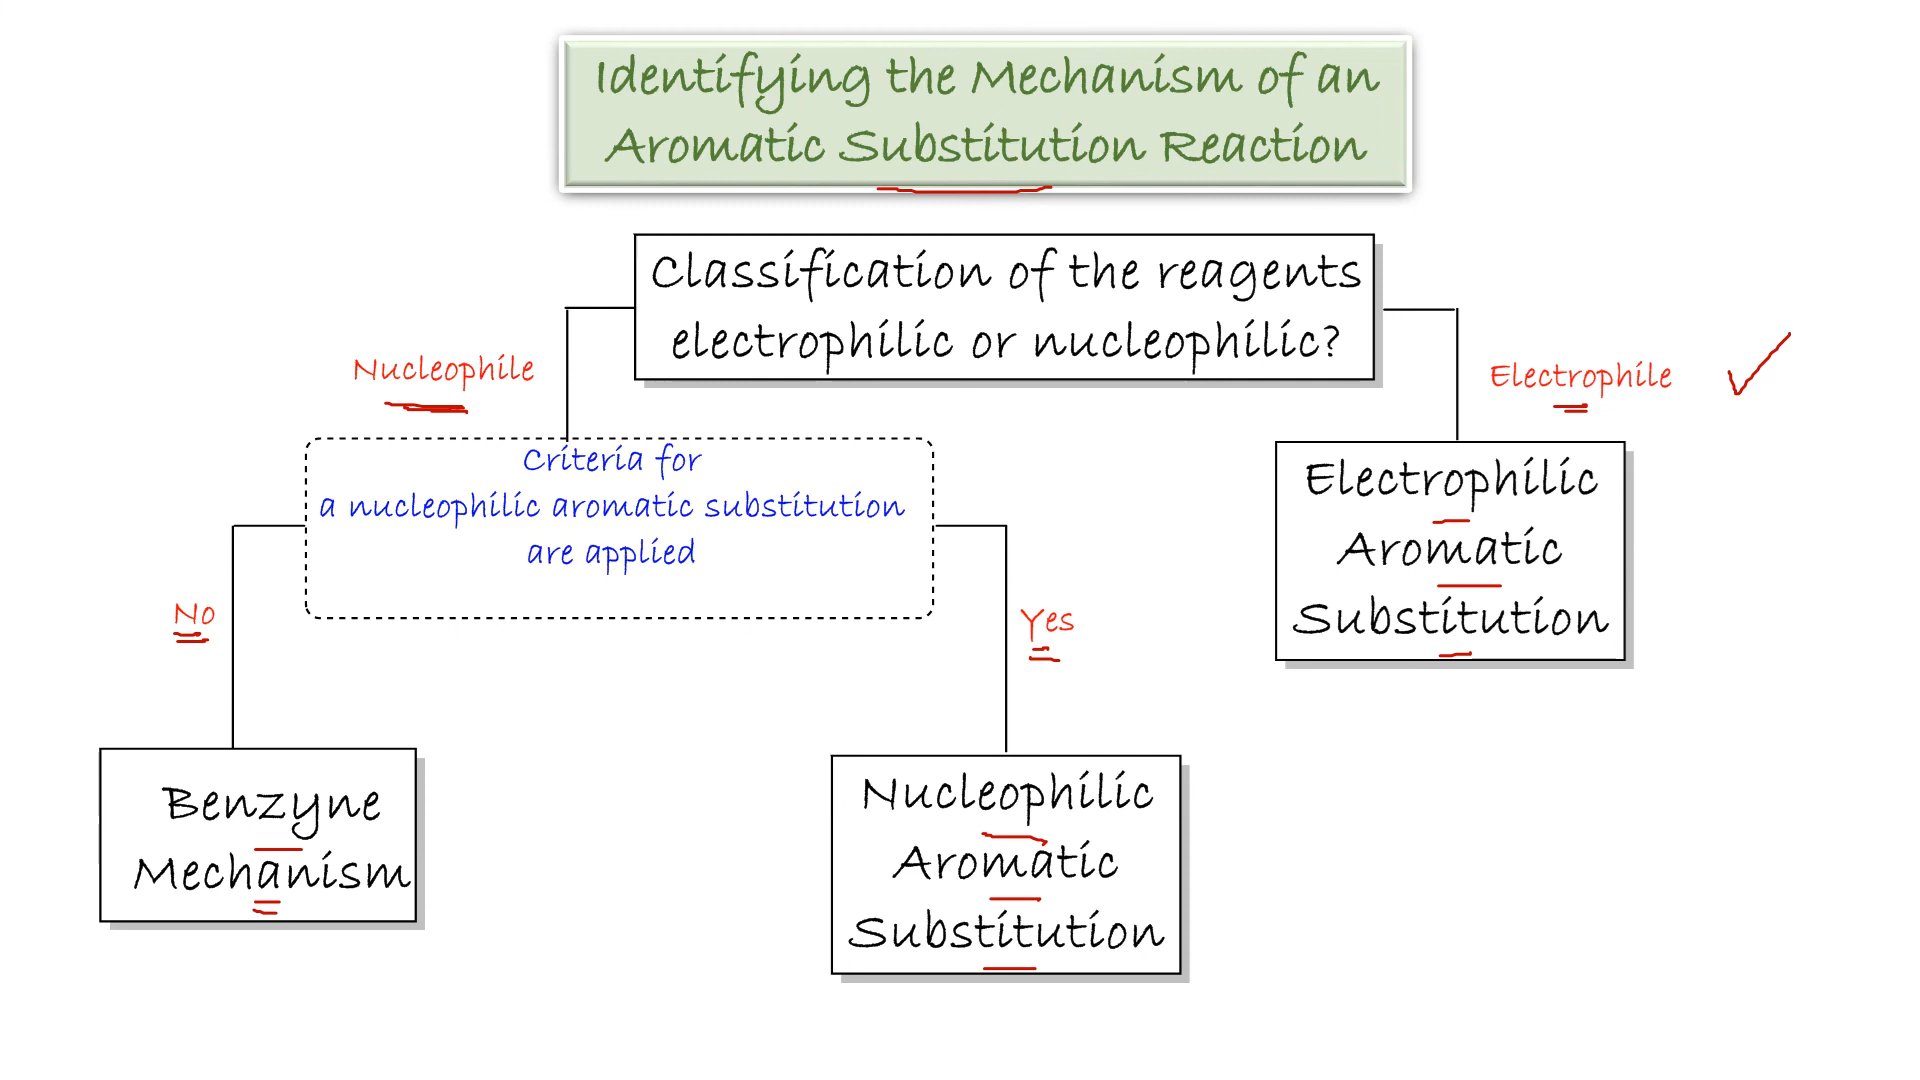 Identifying the Mechanism of an
Aromatic Substitution Reaction
Classification of the reagents
electrophilic or nucleophilic?
Nucleophile
Electrophile
Criteria for
a nucleophilic aromatic substitution
are applied
Electrophilic
Aromatic
Substitution
No
Yes
Benzyne
Mechanism
Nucleophilic
Aromatic
Substitution